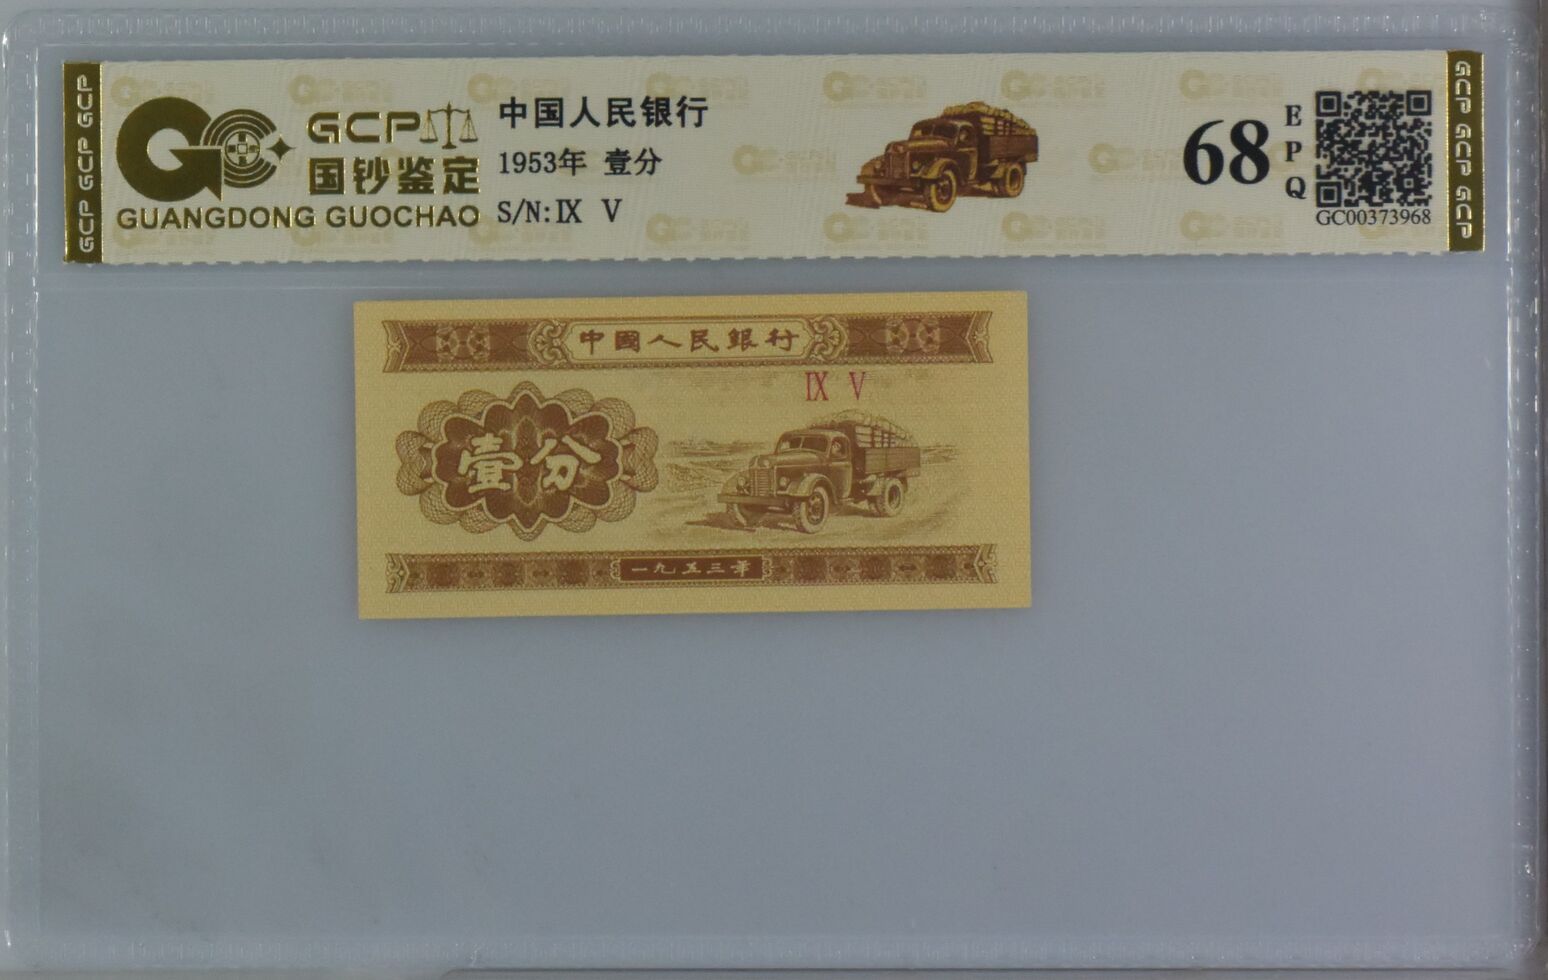 GCP GCP GCP
GCP
国钞鉴定
GUANGDONG GUOCHAO
中国人民银行
1953年 壹分
S/N:Ⅸ Ⅴ
68
EPQ
GC00373968
GCP GCP GCP
中國人民銀行
Ⅸ Ⅴ
壹分
一九五三年